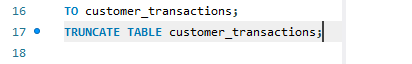 16 TO customer_transactions;
17 TRUNCATE TABLE customer_transactions;
18